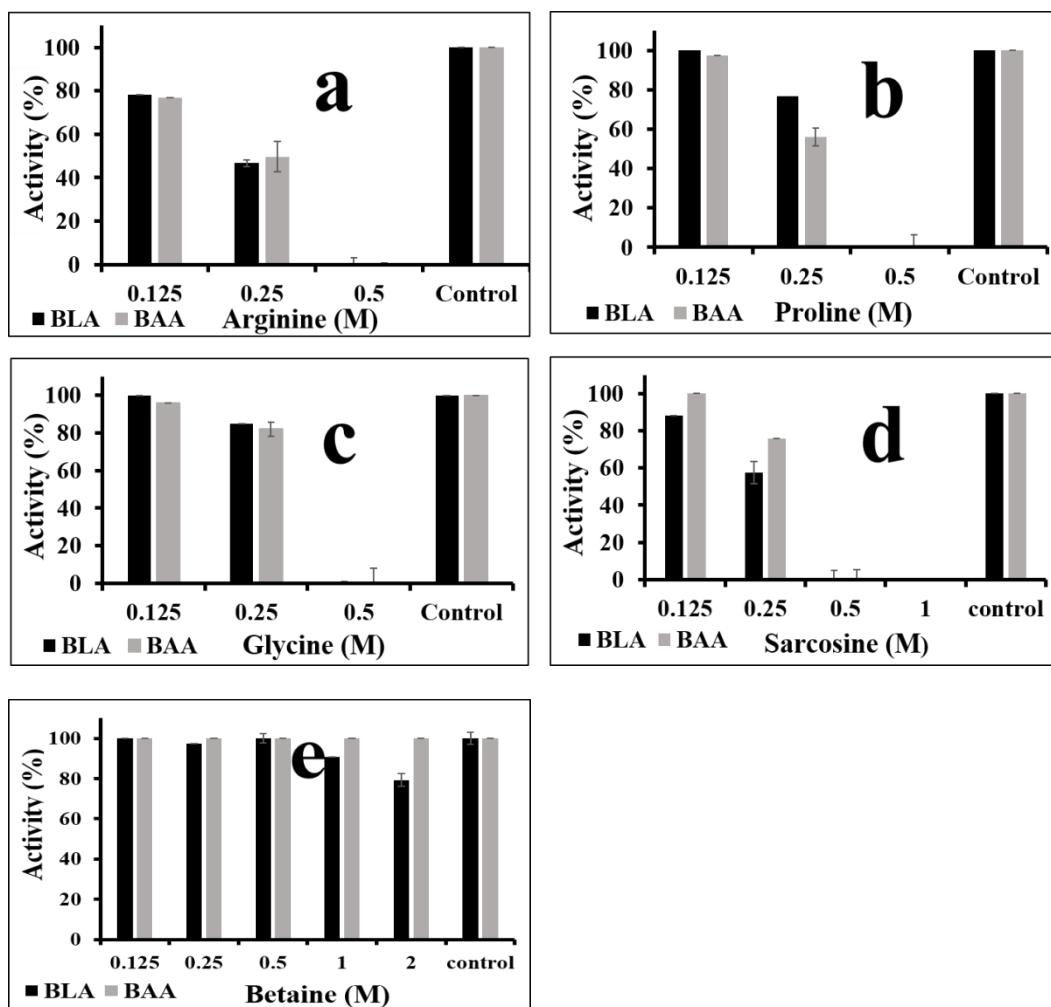 a
Activity (%)
100
80
60
40
20
0
0.125 0.25 0.5 Control
BLA BAA Arginine (M)
b
Activity (%)
100
80
60
40
20
0
0.125 0.25 0.5 Control
BLA BAA Proline (M)
c
Activity (%)
100
80
60
40
20
0
0.125 0.25 0.5 Control
BLA BAA Glycine (M)
d
Activity (%)
100
80
60
40
20
0
0.125 0.25 0.5 1 control
BLA BAA Sarcosine (M)
e
Activity (%)
100
80
60
40
20
0
0.125 0.25 0.5 1 2 control
BLA BAA Betaine (M)